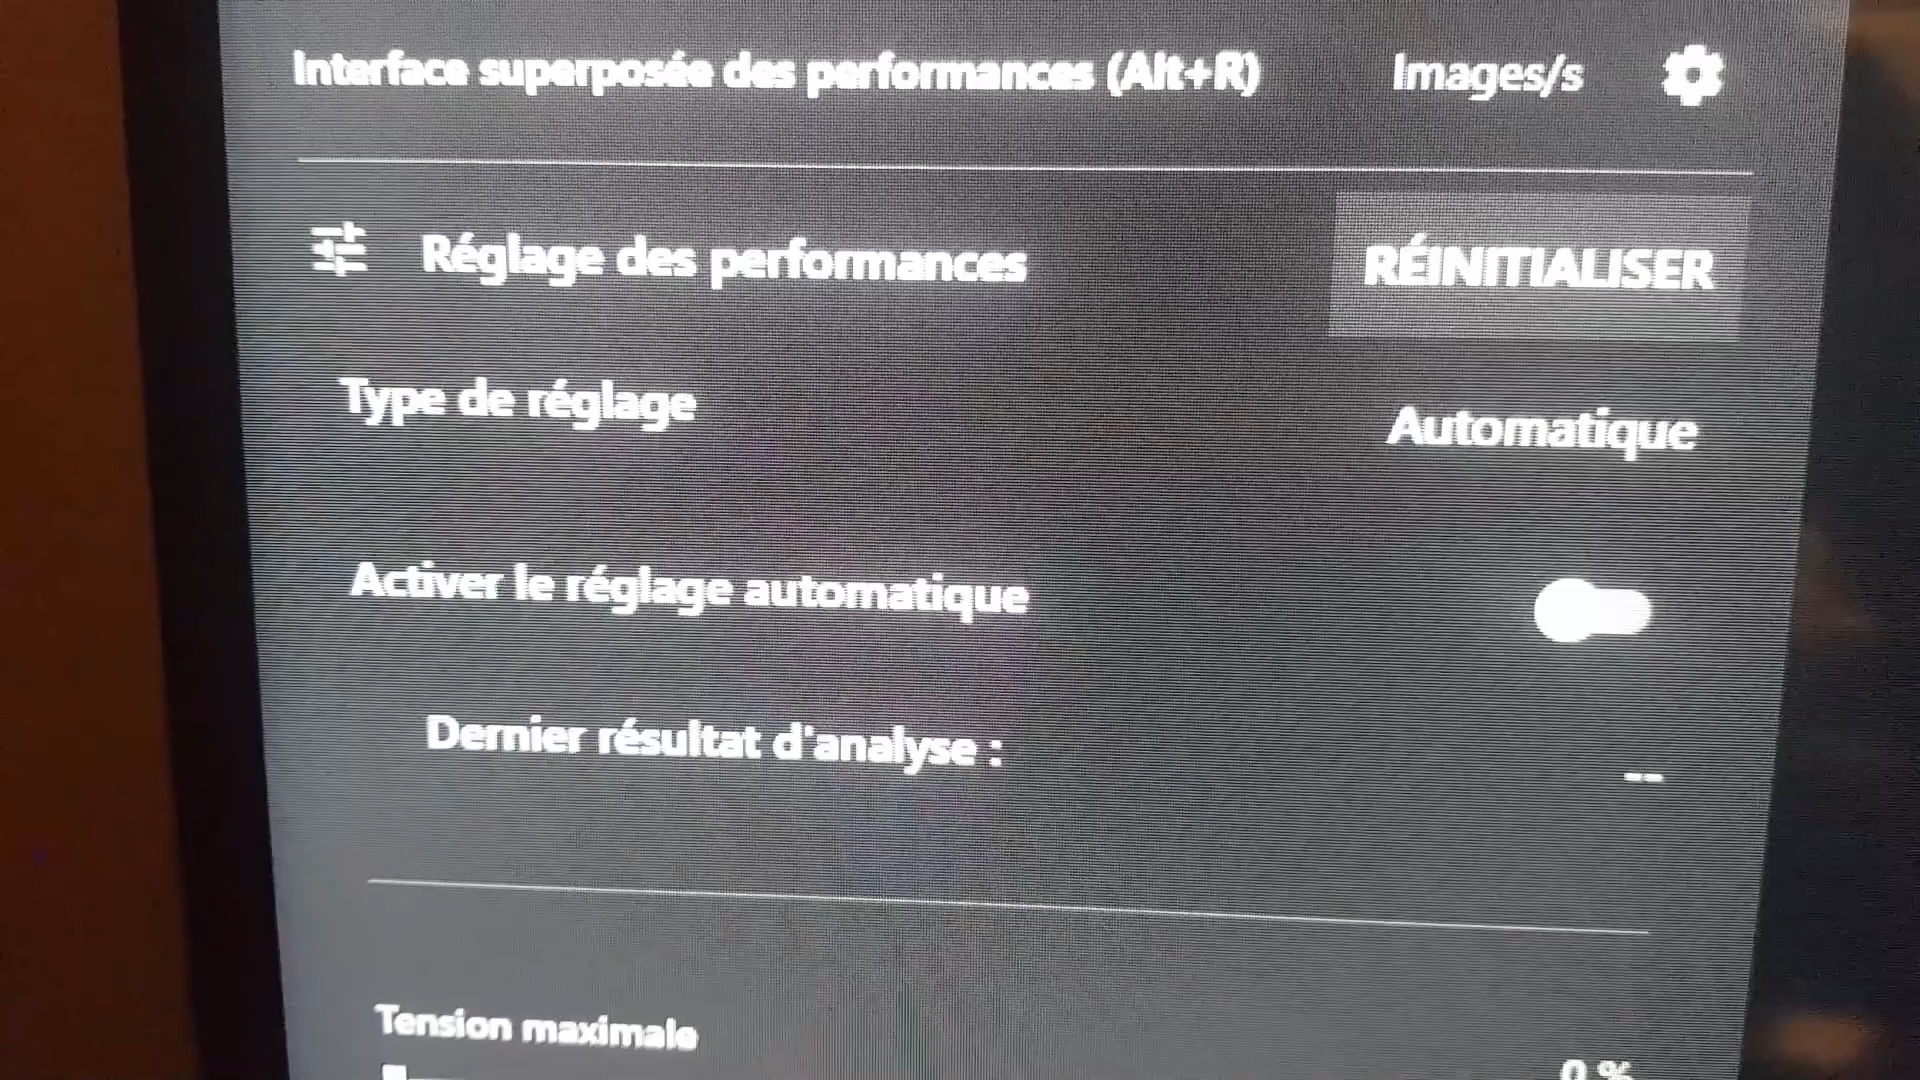 Interface superposée des performances (Alt+R) Images/s
Réglage des performances RÉINITIALISER
Type de réglage Automatique
Activer le réglage automatique
Dernier résultat d'analyse : --
Tension maximale 0 %